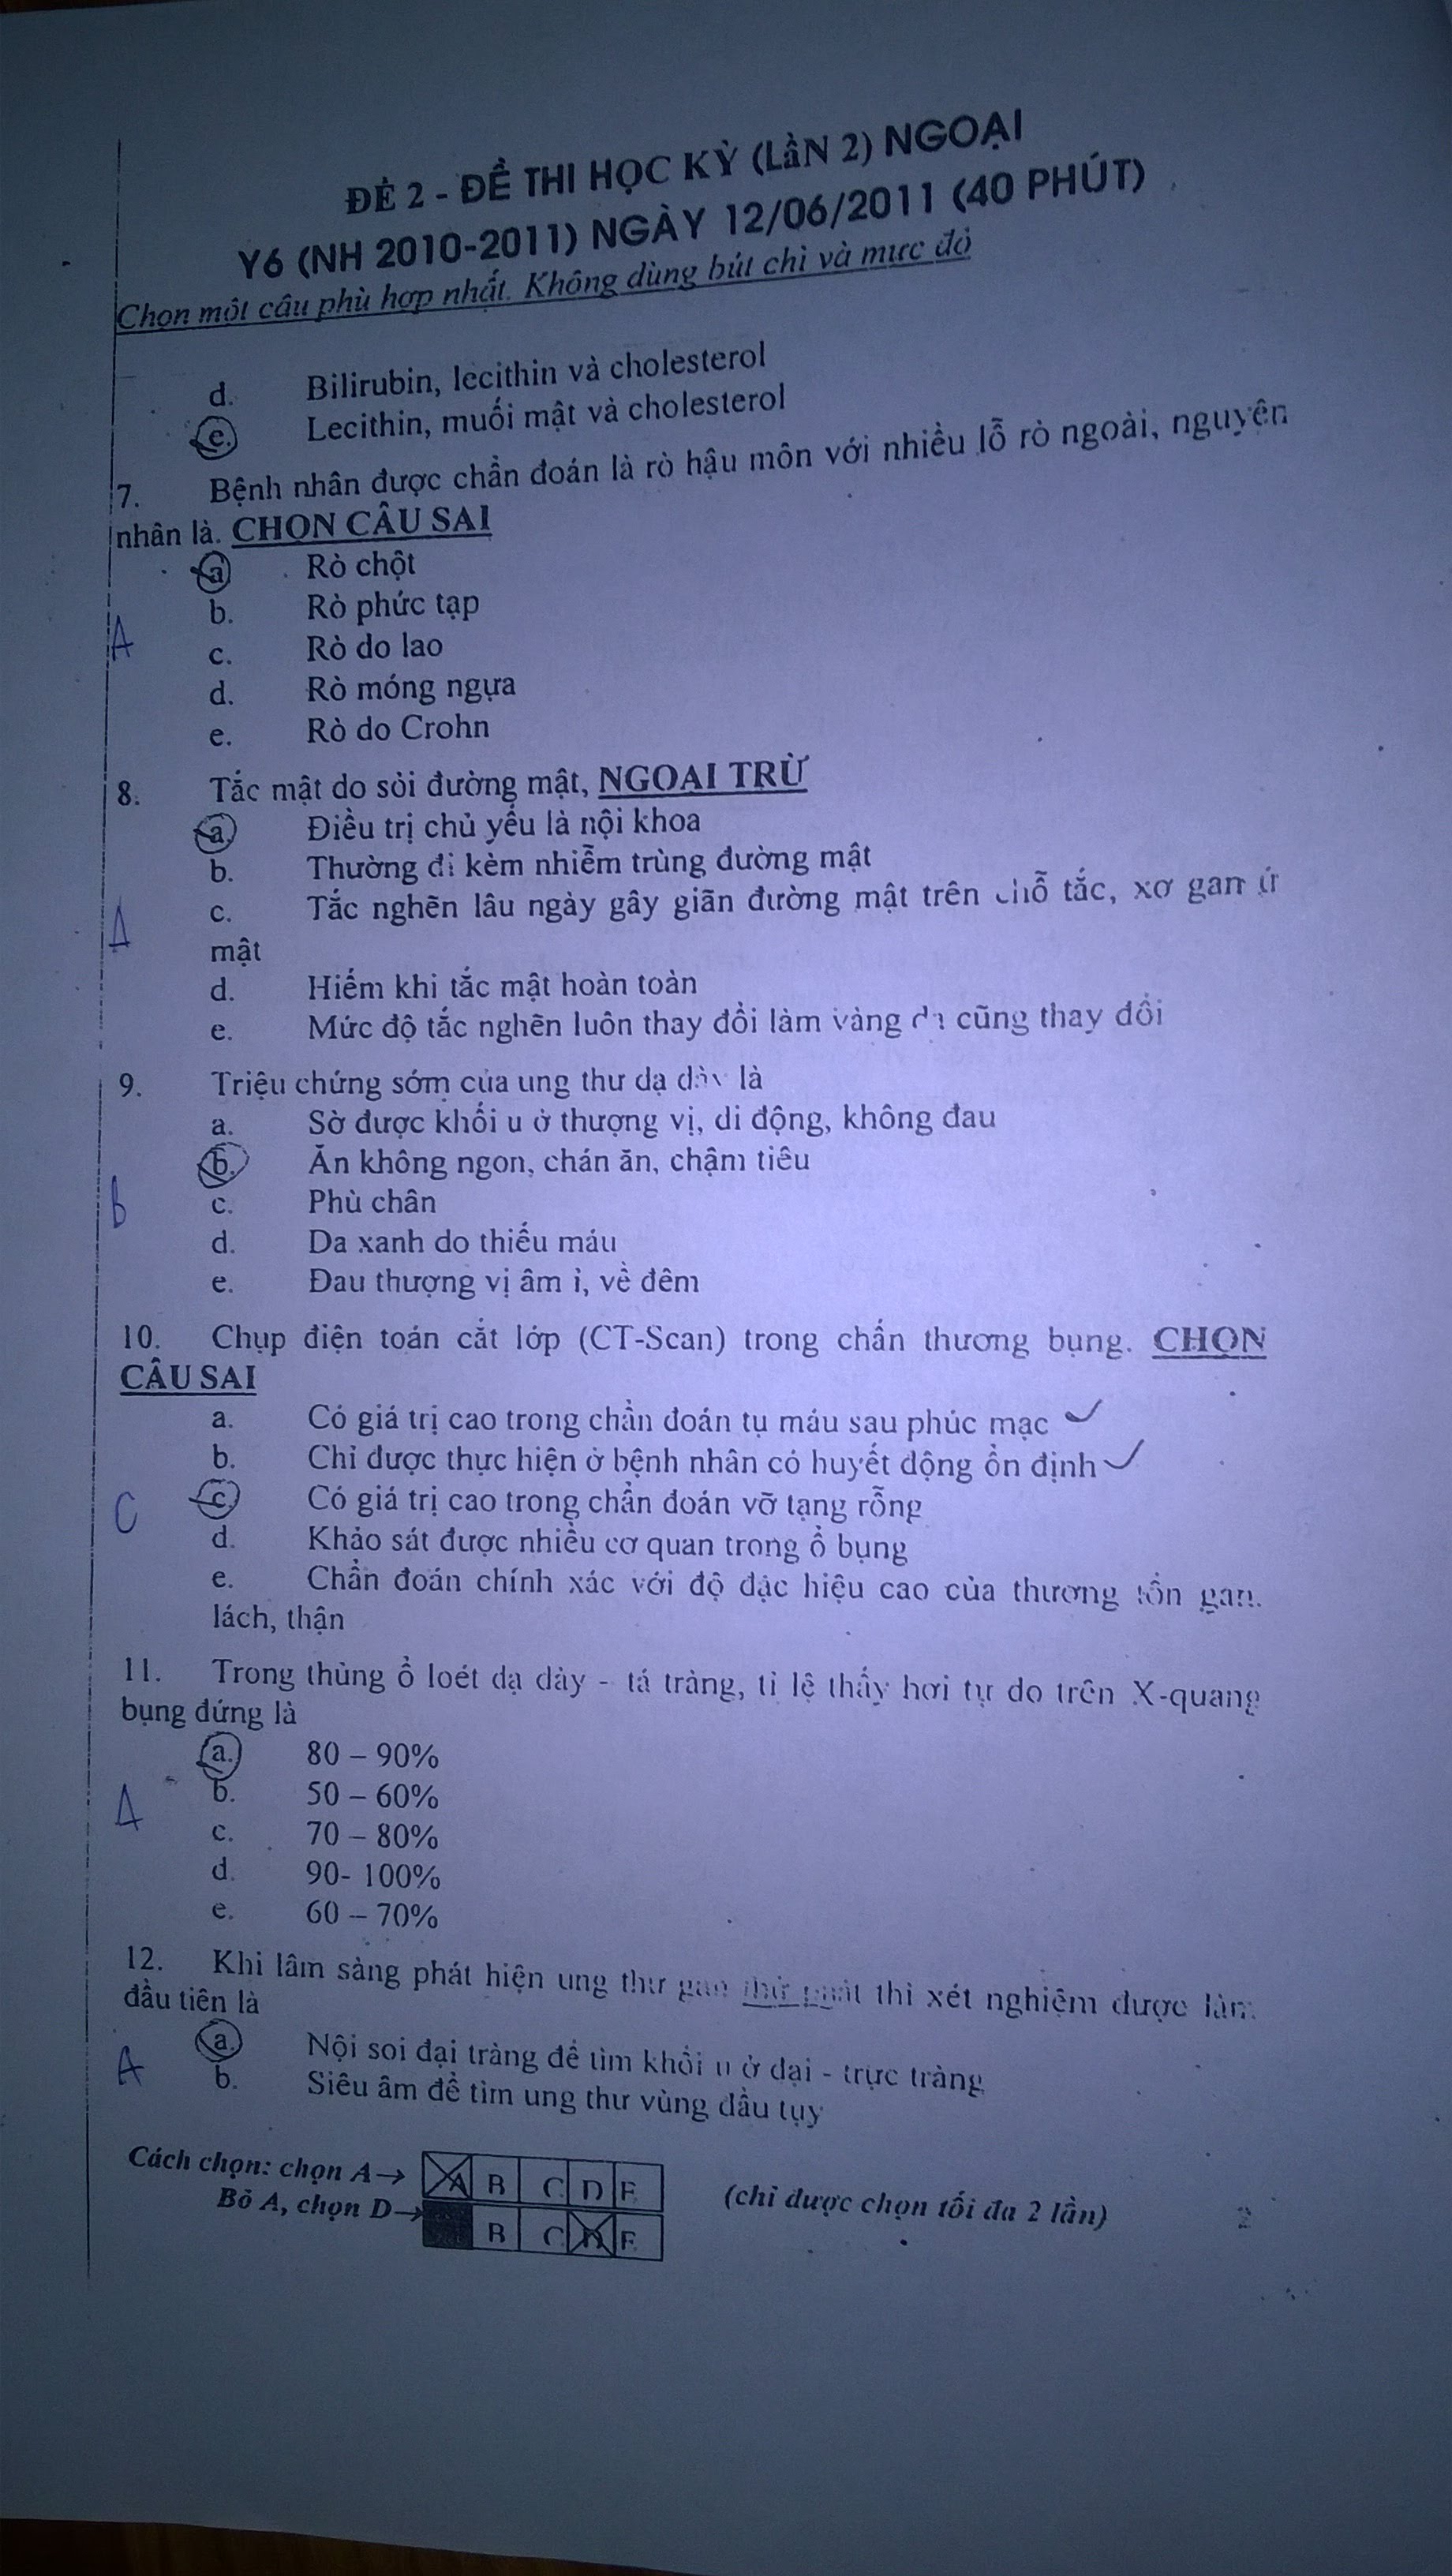 ĐỀ 2 - ĐỀ THI HỌC KỲ (LầN 2) NGOẠI
Y6 (NH 2010-2011) NGÀY 12/06/2011 (40 PHÚT)
Chọn một câu phù hợp nhất. Không dùng bút chì và mực đỏ
d. Bilirubin, lecithin và cholesterol
e. Lecithin, muối mật và cholesterol
7. Bệnh nhân được chẩn đoán là rò hậu môn với nhiều lỗ rò ngoài, nguyên
nhân là. CHỌN CÂU SAI
a Rò chột
b. Rò phức tạp
A
c. Rò do lao
d. Rò móng ngựa
e. Rò do Crohn
8. Tắc mật do sỏi đường mật, NGOẠI TRỪ
a. Điều trị chủ yếu là nội khoa
b. Thường đi kèm nhiễm trùng đường mật
c. Tắc nghẽn lâu ngày gây giãn đường mật trên chỗ tắc, xơ gan ứ
A
mật
d. Hiếm khi tắc mật hoàn toàn
e. Mức độ tắc nghẽn luôn thay đổi làm vàng da cũng thay đổi
9. Triệu chứng sớm của ung thư dạ dày là
a. Sờ được khối u ở thượng vị, di động, không đau
b. Ăn không ngon, chán ăn, chậm tiêu
B
c. Phù chân
d. Da xanh do thiếu máu
e. Đau thượng vị âm ỉ, về đêm
10. Chụp điện toán cắt lớp (CT-Scan) trong chấn thương bụng. CHỌN
CÂU SAI
a. Có giá trị cao trong chẩn đoán tụ máu sau phúc mạc
b. Chỉ được thực hiện ở bệnh nhân có huyết động ổn định
C
c. Có giá trị cao trong chẩn đoán vỡ tạng rỗng
d. Khảo sát được nhiều cơ quan trong ổ bụng
e. Chẩn đoán chính xác với độ đặc hiệu cao của thương tổn gan.
lách, thận
11. Trong thủng ổ loét dạ dày - tá tràng, tỉ lệ thấy hơi tự do trên X-quang
bụng đứng là
a. 80 – 90%
b. 50 – 60%
A
c. 70 – 80%
d. 90- 100%
e. 60 – 70%
12. Khi lâm sàng phát hiện ung thư gan thứ phát thì xét nghiệm được làm
đầu tiên là
a. Nội soi đại tràng để tìm khối u ở đại - trực tràng
A
b. Siêu âm để tìm ung thư vùng đầu tụy
Cách chọn: chọn A→ A B C D E
Bỏ A, chọn D→ B C D E
(chỉ được chọn tối đa 2 lần)
2